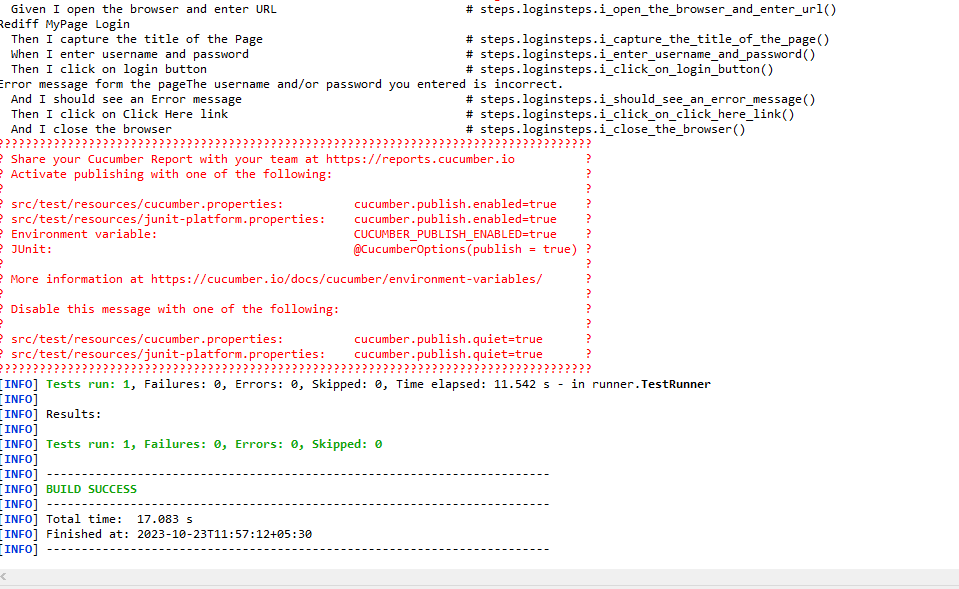 Given I open the browser and enter URL # steps.loginsteps.i_open_the_browser_and_enter_url()
Rediff MyPage Login
Then I capture the title of the Page # steps.loginsteps.i_capture_the_title_of_the_page()
When I enter username and password # steps.loginsteps.i_enter_username_and_password()
Then I click on login button # steps.loginsteps.i_click_on_login_button()
Error message form the pageThe username and/or password you entered is incorrect.
And I should see an Error message # steps.loginsteps.i_should_see_an_error_message()
Then I click on Click Here link # steps.loginsteps.i_click_on_click_here_link()
And I close the browser # steps.loginsteps.i_close_the_browser()
????????????????????????????????????????????????????????????????????????????????????
? Share your Cucumber Report with your team at https://reports.cucumber.io ?
? Activate publishing with one of the following: ?
? ?
? src/test/resources/cucumber.properties: cucumber.publish.enabled=true ?
? src/test/resources/junit-platform.properties: cucumber.publish.enabled=true ?
? Environment variable: CUCUMBER_PUBLISH_ENABLED=true ?
? JUnit: @CucumberOptions(publish = true) ?
? ?
? More information at https://cucumber.io/docs/cucumber/environment-variables/ ?
? ?
? Disable this message with one of the following: ?
? ?
? src/test/resources/cucumber.properties: cucumber.publish.quiet=true ?
? src/test/resources/junit-platform.properties: cucumber.publish.quiet=true ?
????????????????????????????????????????????????????????????????????????????????????
[INFO] Tests run: 1, Failures: 0, Errors: 0, Skipped: 0, Time elapsed: 11.542 s - in runner.TestRunner
[INFO]
[INFO] Results:
[INFO]
[INFO] Tests run: 1, Failures: 0, Errors: 0, Skipped: 0
[INFO]
[INFO] ------------------------------------------------------------------------
[INFO] BUILD SUCCESS
[INFO] ------------------------------------------------------------------------
[INFO] Total time:  17.083 s
[INFO] Finished at: 2023-10-23T11:57:12+05:30
[INFO] ------------------------------------------------------------------------